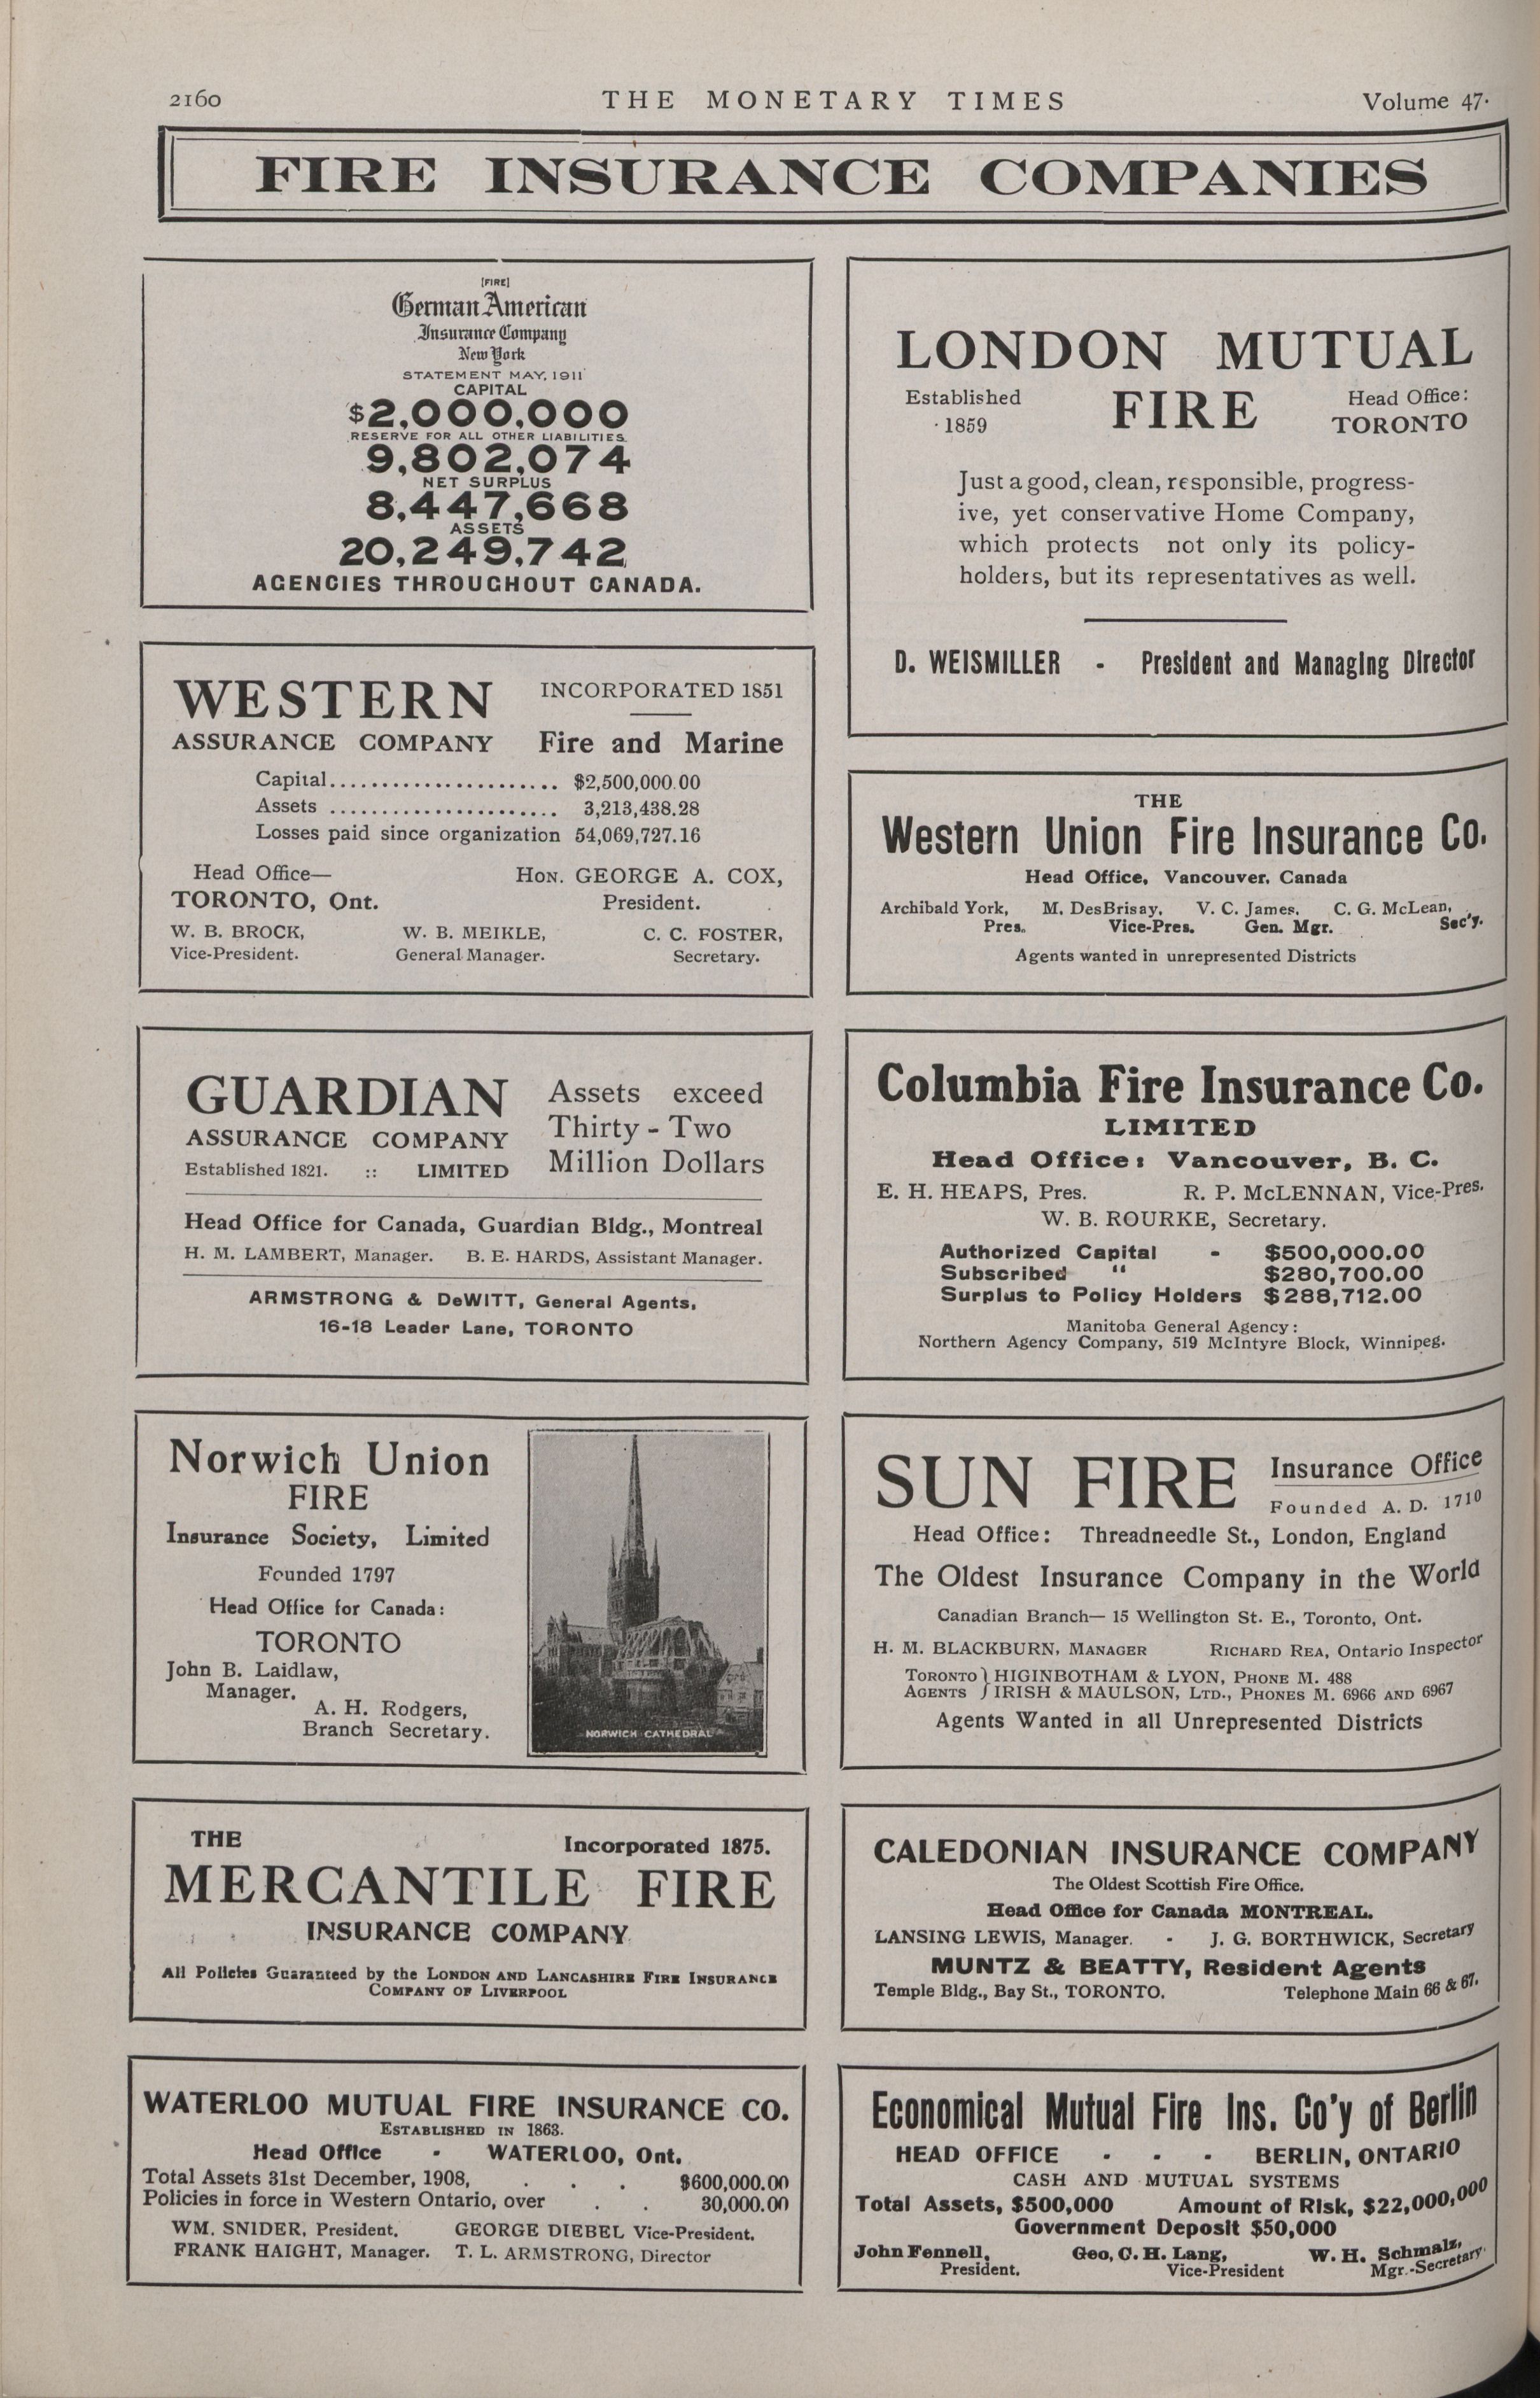 2160
THE MONETARY TIMES
Volume 47.
FIRE INSURANCE COMPANIES
[FIRE]
German American
Insurance Company
New York
STATEMENT MAY, 1911
CAPITAL
$2,000,000
RESERVE FOR ALL OTHER LIABILITIES
9,802,074
NET SURPLUS
8,447,668
ASSETS
20,249,742
AGENCIES THROUGHOUT CANADA.
WESTERN INCORPORATED 1851
ASSURANCE COMPANY Fire and Marine
Capital...................... $2,500,000.00
Assets ...................... 3,213,438.28
Losses paid since organization 54,069,727.16
Head Office— Hon. GEORGE A. COX,
TORONTO, Ont. President.
W. B. BROCK, W. B. MEIKLE, C. C. FOSTER,
Vice-President. General Manager. Secretary.
GUARDIAN Assets exceed
ASSURANCE COMPANY Thirty-Two
Established 1821. :: LIMITED Million Dollars
Head Office for Canada, Guardian Bldg., Montreal
H. M. LAMBERT, Manager. B. E. HARDS, Assistant Manager.
ARMSTRONG & DeWITT, General Agents,
16-18 Leader Lane, TORONTO
Norwich Union
FIRE
Insurance Society, Limited
Founded 1797
Head Office for Canada:
TORONTO
John B. Laidlaw,
Manager.
A. H. Rodgers,
Branch Secretary.
NORWICH CATHEDRAL
THE Incorporated 1875.
MERCANTILE FIRE
INSURANCE COMPANY
All Policies Guaranteed by the London and Lancashire Fire Insurance
Company of Liverpool
WATERLOO MUTUAL FIRE INSURANCE CO.
Established in 1863.
Head Office - WATERLOO, Ont.
Total Assets 31st December, 1908, . . . $600,000.00
Policies in force in Western Ontario, over . . 30,000.00
WM. SNIDER, President. GEORGE DIEBEL Vice-President.
FRANK HAIGHT, Manager. T. L. ARMSTRONG, Director
LONDON MUTUAL
Established FIRE Head Office:
1859 TORONTO
Just a good, clean, responsible, progress-
ive, yet conservative Home Company,
which protects not only its policy-
holders, but its representatives as well.
D. WEISMILLER - President and Managing Director
THE
Western Union Fire Insurance Co.
Head Office, Vancouver, Canada
Archibald York, M. DesBrisay, V. C. James, C. G. McLean,
Pres. Vice-Pres. Gen. Mgr. Sec'y.
Agents wanted in unrepresented Districts
Columbia Fire Insurance Co.
LIMITED
Head Office: Vancouver, B. C.
E. H. HEAPS, Pres. R. P. McLENNAN, Vice-Pres.
W. B. ROURKE, Secretary.
Authorized Capital - $500,000.00
Subscribed " $280,700.00
Surplus to Policy Holders $288,712.00
Manitoba General Agency:
Northern Agency Company, 519 McIntyre Block, Winnipeg.
SUN FIRE Insurance Office
Founded A. D. 1710
Head Office: Threadneedle St., London, England
The Oldest Insurance Company in the World
Canadian Branch— 15 Wellington St. E., Toronto, Ont.
H. M. BLACKBURN, Manager Richard Rea, Ontario Inspector
Toronto } HIGINBOTHAM & LYON, Phone M. 488
Agents } IRISH & MAULSON, Ltd., Phones M. 6966 and 6967
Agents Wanted in all Unrepresented Districts
CALEDONIAN INSURANCE COMPANY
The Oldest Scottish Fire Office.
Head Office for Canada MONTREAL.
LANSING LEWIS, Manager. - J. G. BORTHWICK, Secretary
MUNTZ & BEATTY, Resident Agents
Temple Bldg., Bay St., TORONTO. Telephone Main 66 & 67.
Economical Mutual Fire Ins. Co'y of Berlin
HEAD OFFICE - - - BERLIN, ONTARIO
CASH AND MUTUAL SYSTEMS
Total Assets, $500,000 Amount of Risk, $22,000,000
Government Deposit $50,000
John Fennell, Geo. C. H. Lang, W. H. Schmalz,
President. Vice-President Mgr.-Secretary.